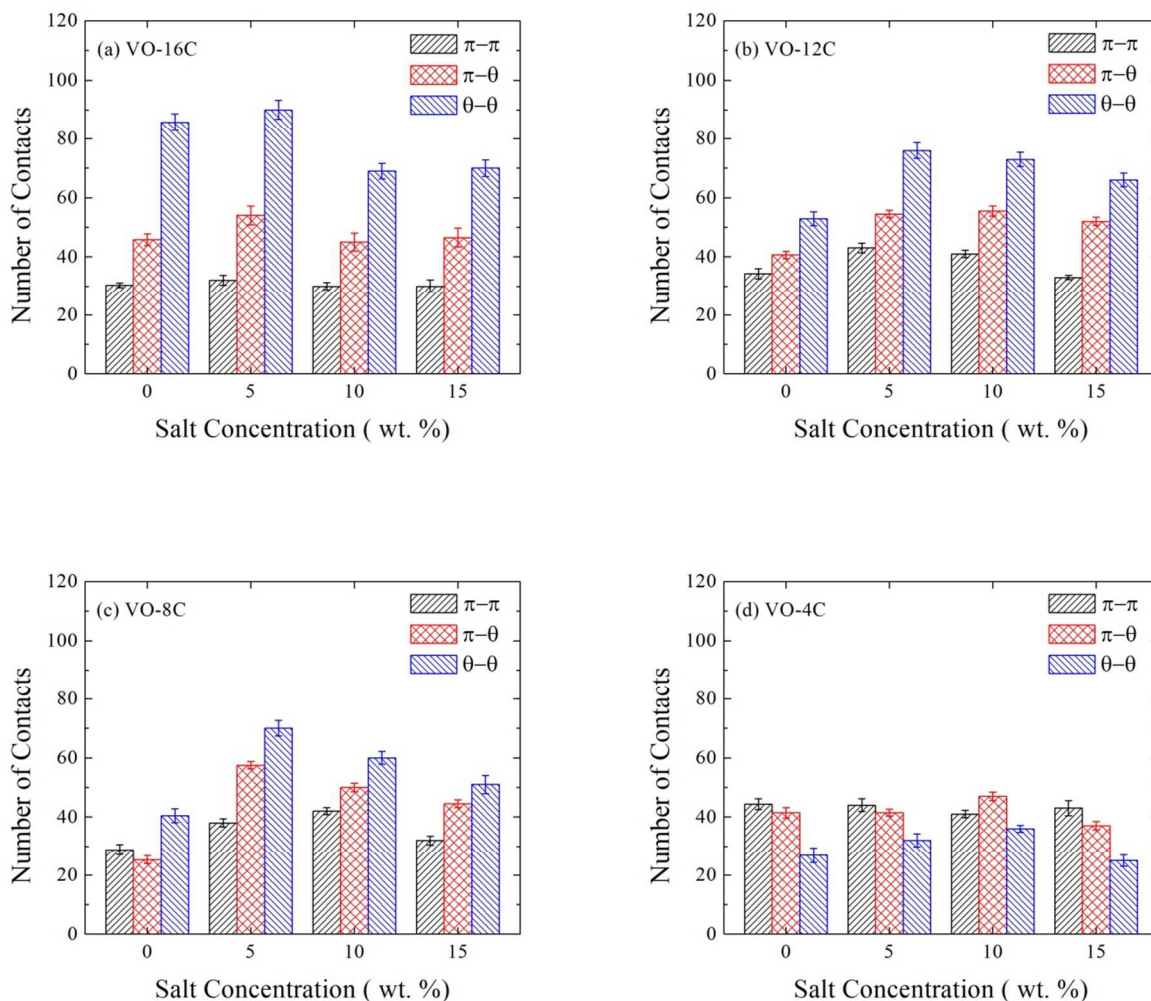 (a) VO-16C
π–π
π–θ
θ–θ
120
100
80
60
40
20
0
Number of Contacts
0 5 10 15
Salt Concentration ( wt. %)
(b) VO-12C
π–π
π–θ
θ–θ
120
100
80
60
40
20
0
Number of Contacts
0 5 10 15
Salt Concentration ( wt. %)
(c) VO-8C
π–π
π–θ
θ–θ
120
100
80
60
40
20
0
Number of Contacts
0 5 10 15
Salt Concentration ( wt. %)
(d) VO-4C
π–π
π–θ
θ–θ
120
100
80
60
40
20
0
Number of Contacts
0 5 10 15
Salt Concentration ( wt. %)